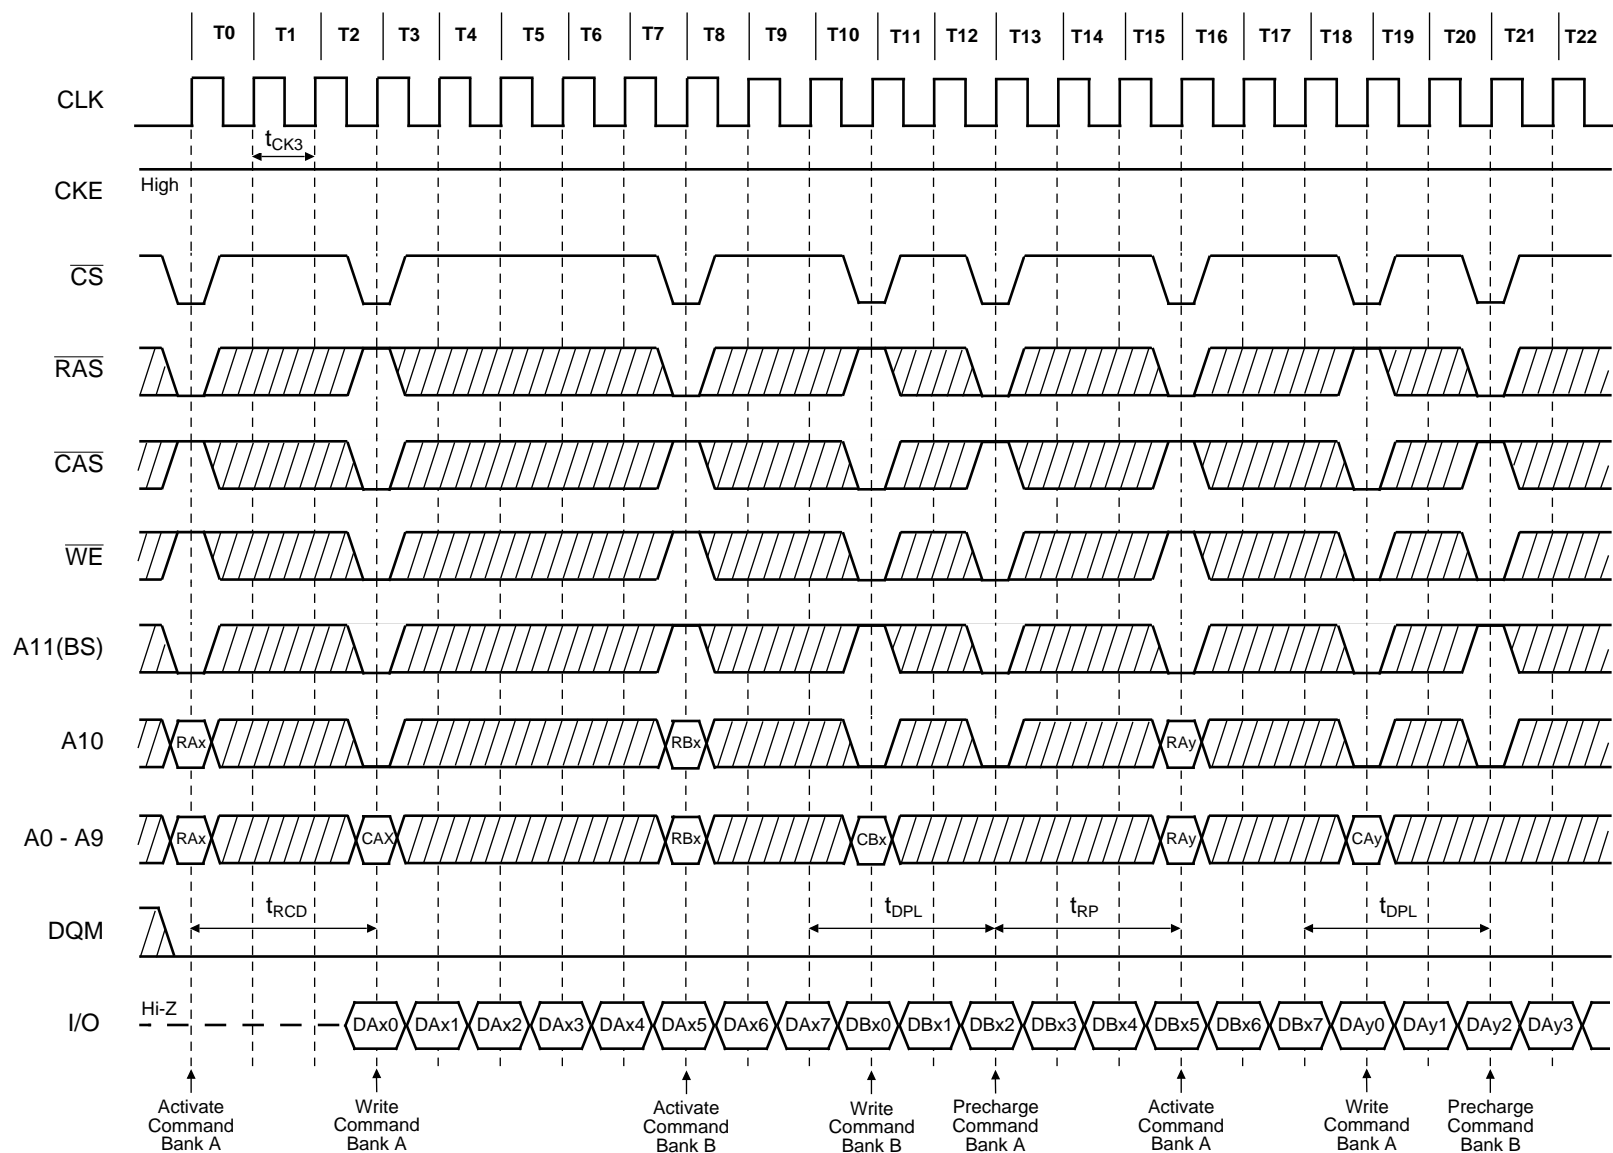 T0 T1 T2 T3 T4 T5 T6 T7 T8 T9 T10 T11 T12 T13 T14 T15 T16 T17 T18 T19 T20 T21 T22
CLK
tCK3
CKE High
CS
RAS
CAS
WE
A11(BS)
A10 RAx RBx RAy
A0 - A9 RAx CAX RBx CBx RAy CAy
DQM tRCD tDPL tRP tDPL
I/O Hi-Z DAx0 DAx1 DAx2 DAx3 DAx4 DAx5 DAx6 DAx7 DBx0 DBx1 DBx2 DBx3 DBx4 DBx5 DBx6 DBx7 DAy0 DAy1 DAy2 DAy3
Activate Command Bank A
Write Command Bank A
Activate Command Bank B
Write Command Bank B
Precharge Command Bank A
Activate Command Bank A
Write Command Bank A
Precharge Command Bank B